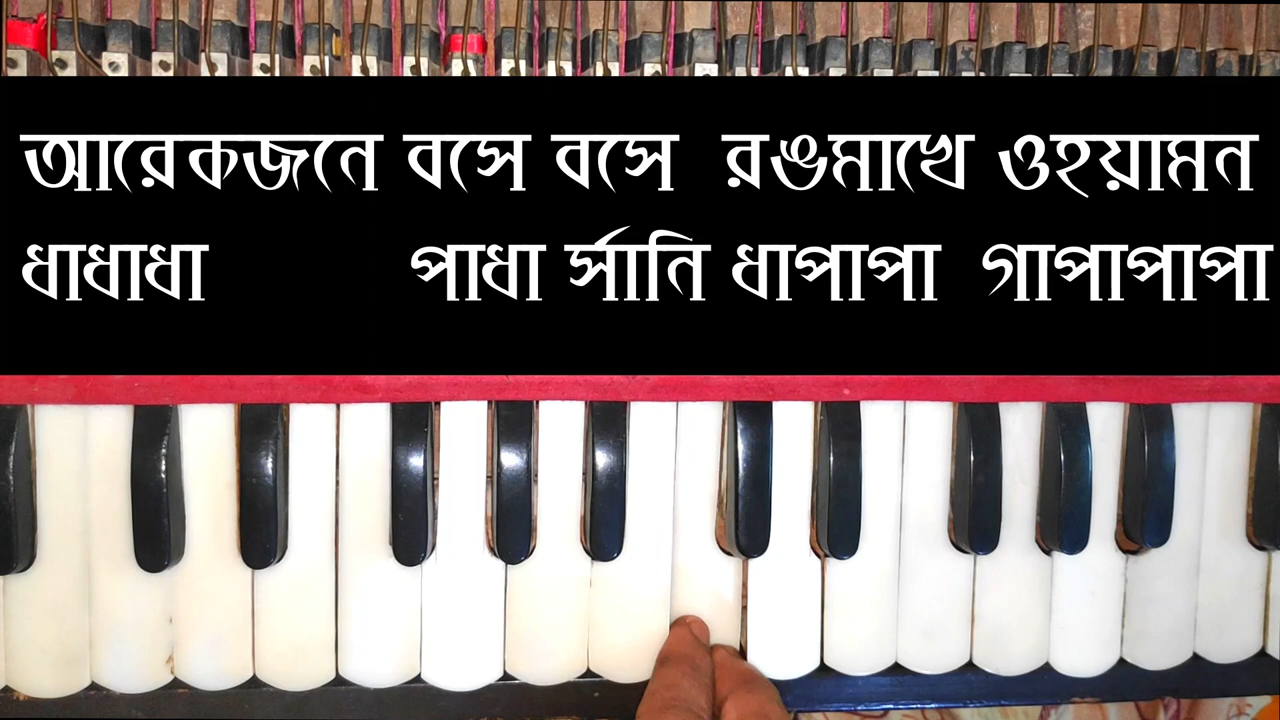 আরেকজনে বসে বসে রঙমাখে ওহয়ামন
ধাধাধা পাধা র্সানি ধাপাপা গাপাপাপা